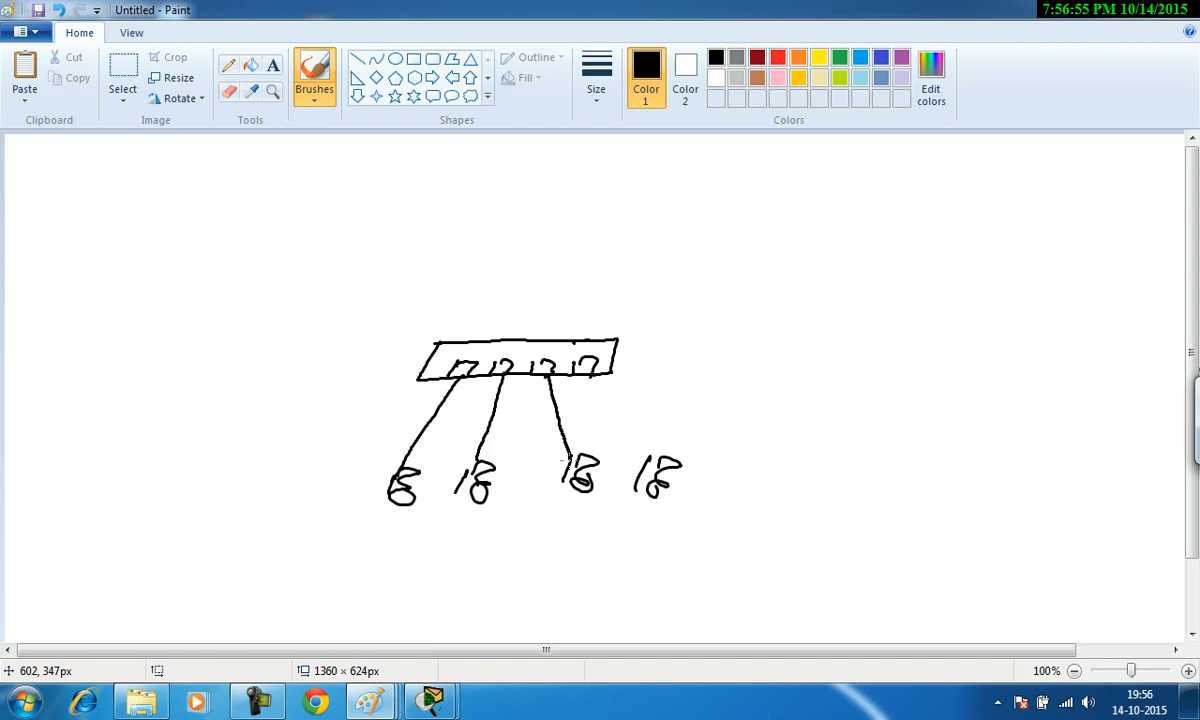 Untitled - Paint
7:56:55 PM 10/14/2015
Home View
Paste
Cut
Copy
Clipboard
Select
Crop
Resize
Rotate
Image
A
Tools
Brushes
Outline
Fill
Shapes
Size
Color 1
Color 2
Edit colors
Colors
18 18
602, 347px
1360 × 624px
100%
19:56
14-10-2015